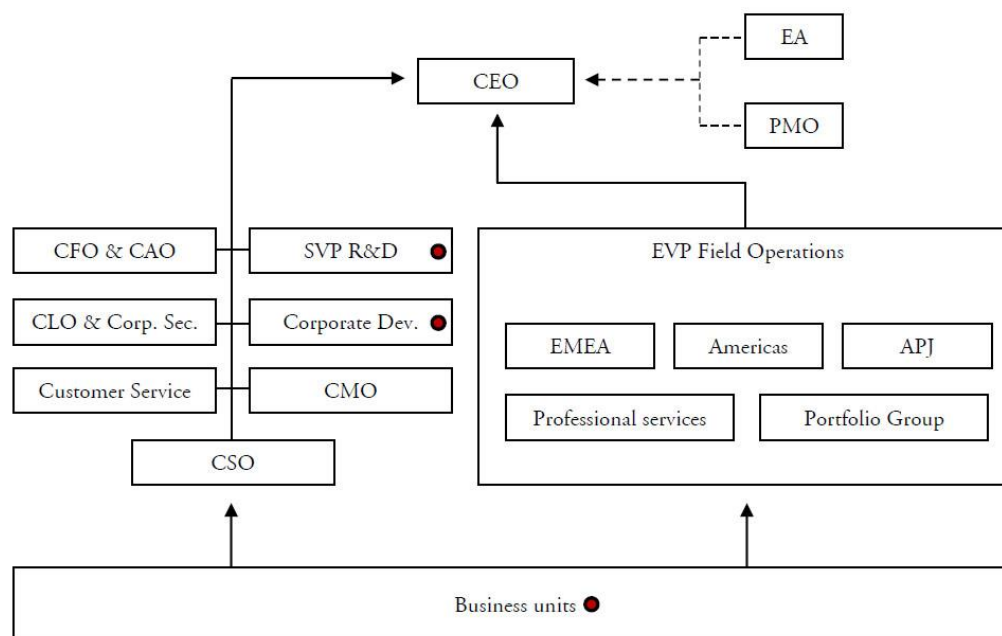 EA
CEO
PMO
CFO & CAO
SVP R&D
EVP Field Operations
CLO & Corp. Sec.
Corporate Dev.
EMEA
Americas
APJ
Customer Service
CMO
Professional services
Portfolio Group
CSO
Business units